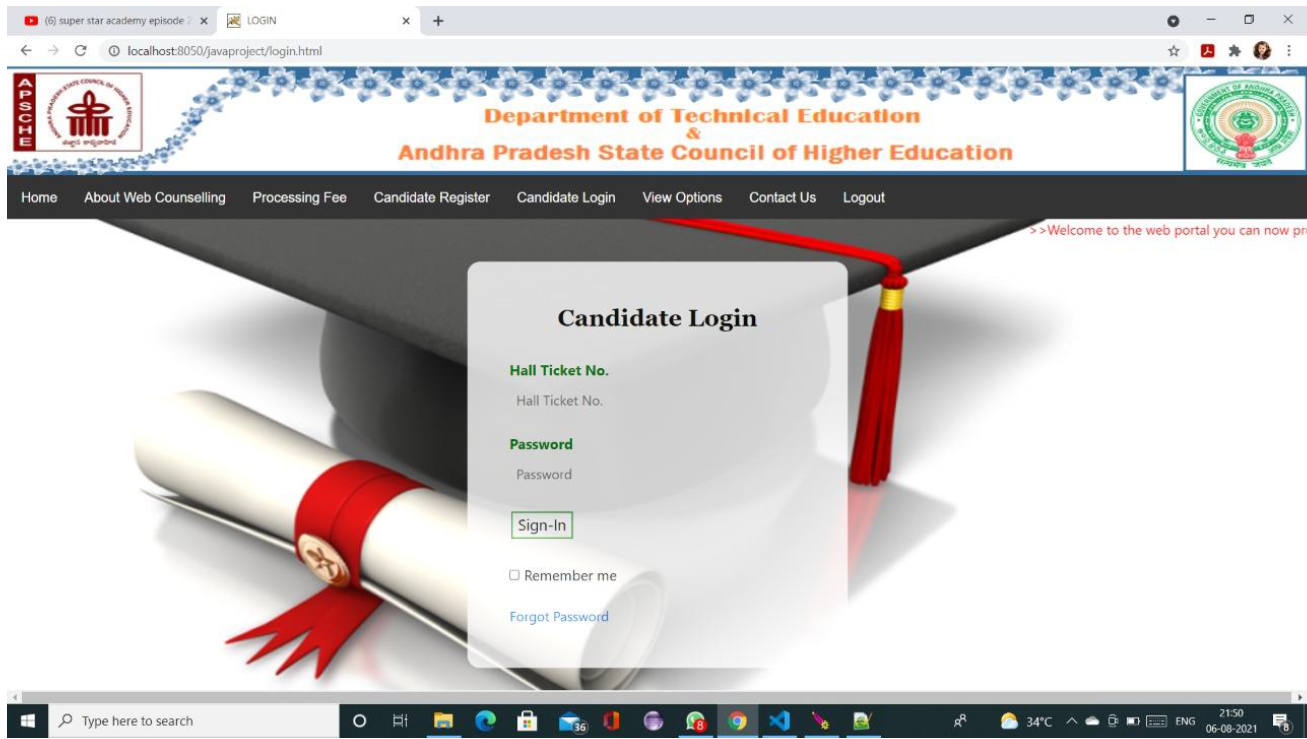 (6) super star academy episode 2
LOGIN
localhost:8050/javaproject/login.html
APSCHE
Department of Technical Education
&
Andhra Pradesh State Council of Higher Education
Home About Web Counselling Processing Fee Candidate Register Candidate Login View Options Contact Us Logout
>>Welcome to the web portal you can now pr
Candidate Login
Hall Ticket No.
Hall Ticket No.
Password
Password
Sign-In
Remember me
Forgot Password
Type here to search
36
8
34°C
ENG
21:50
06-08-2021
8